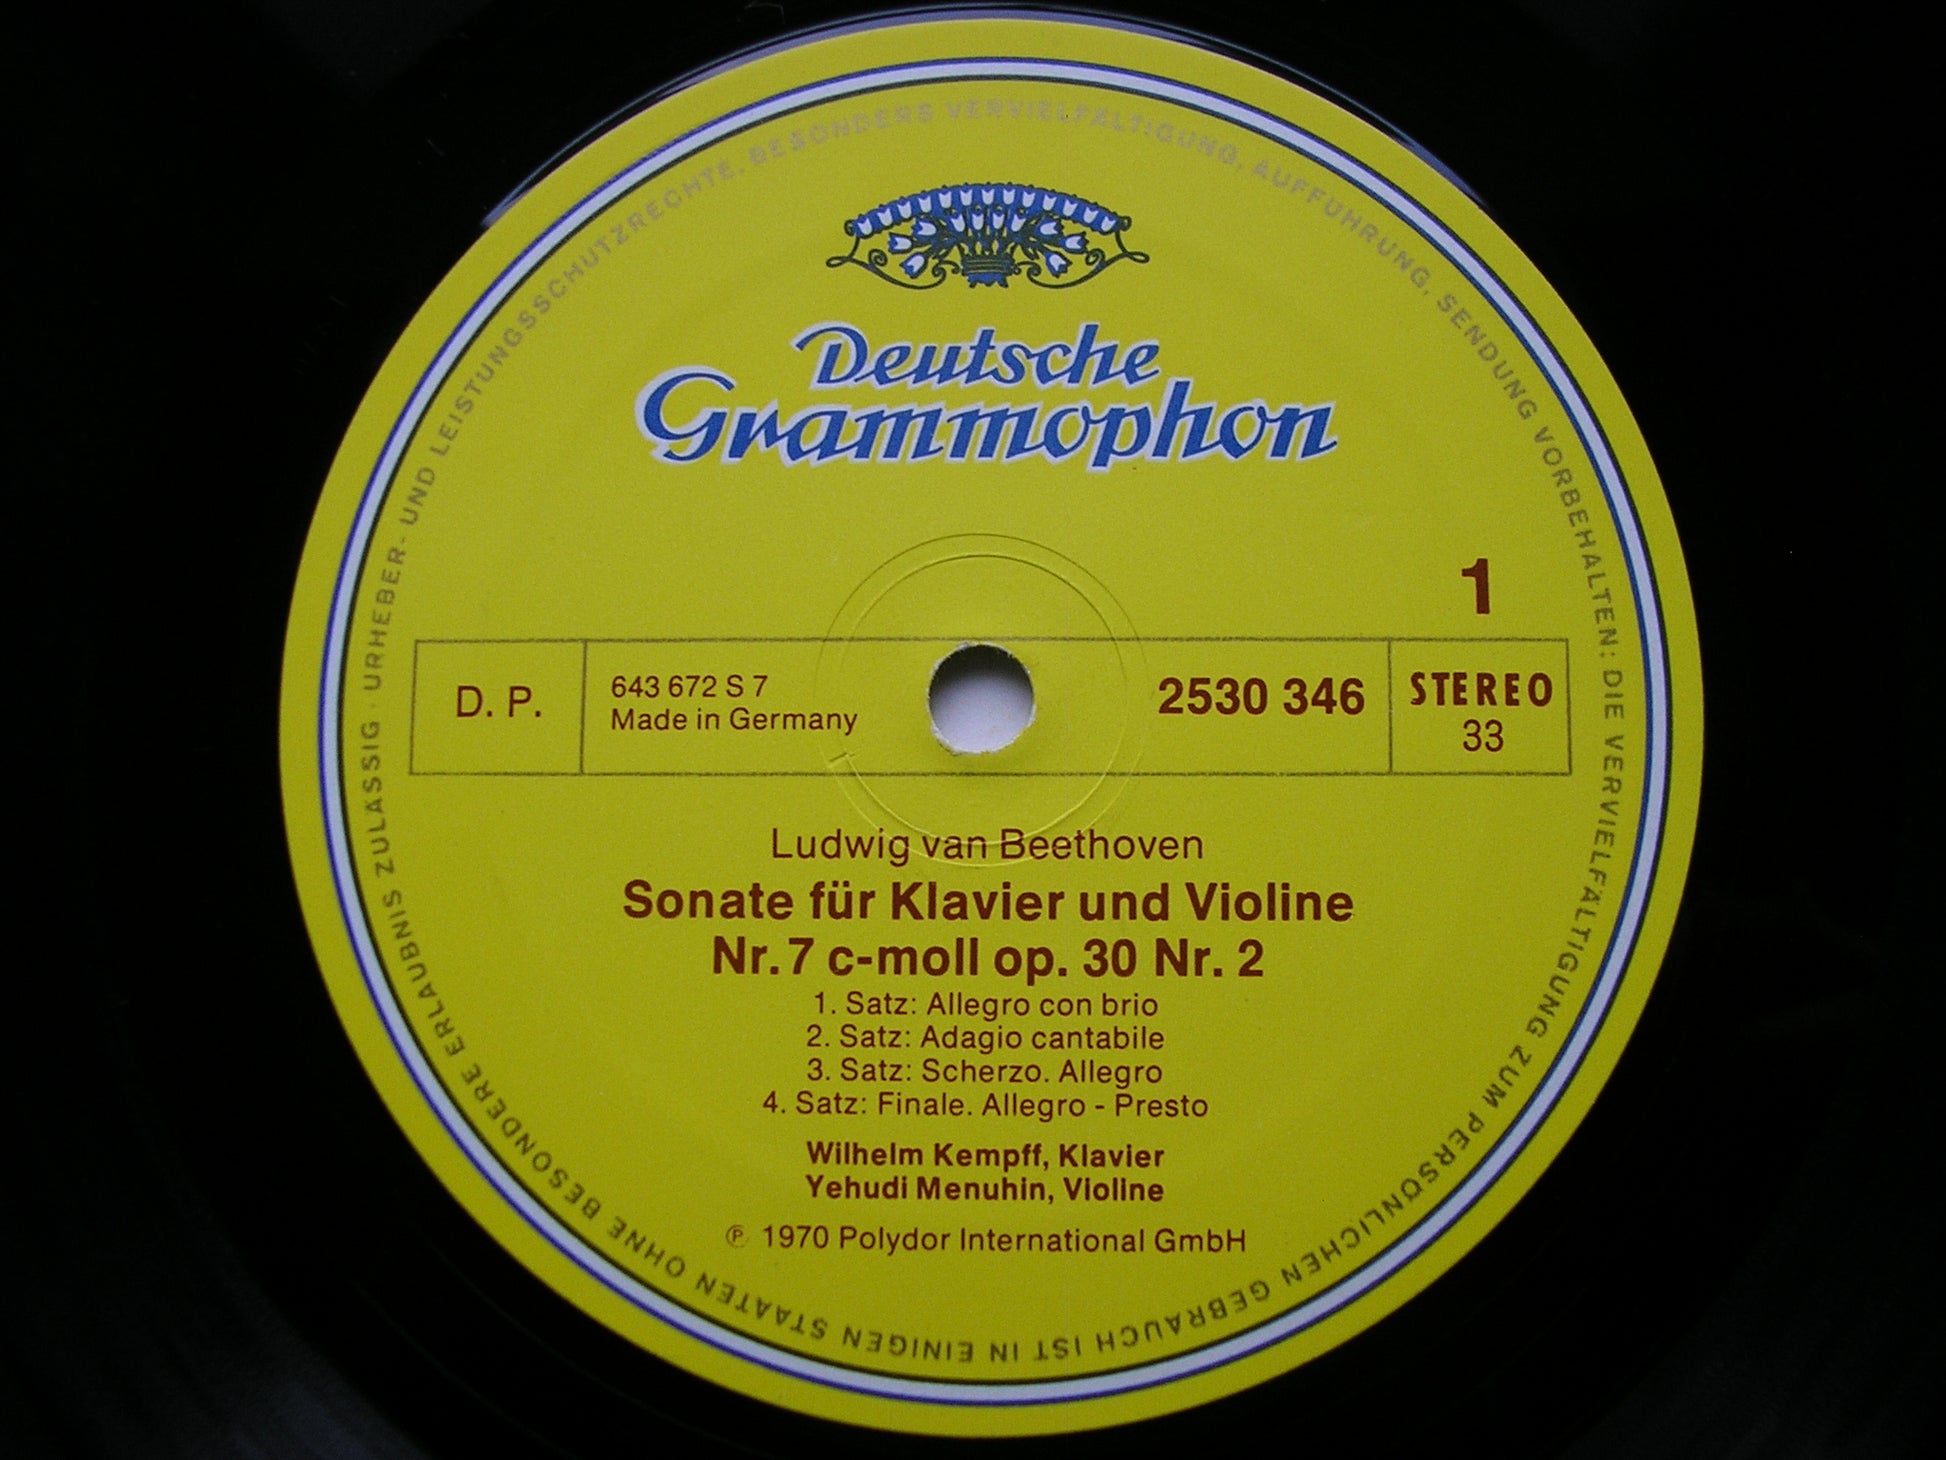 URHEBER- UND LEISTUNGSSCHUTZRECHTE, BESONDERS VERVIELFÄLTIGUNG, AUFFÜHRUNG, SENDUNG VORBEHALTEN: DIE VERVIELFÄLTIGUNG ZUM PERSÖNLICHEN GEBRAUCH IST IN EINIGEN STAATEN OHNE BESONDERE ERLAUBNIS ZULÄSSIG ·
Deutsche
Grammophon
1
D. P.
643 672 S 7
Made in Germany
2530 346
STEREO
33
Ludwig van Beethoven
Sonate für Klavier und Violine
Nr. 7 c-moll op. 30 Nr. 2
1. Satz: Allegro con brio
2. Satz: Adagio cantabile
3. Satz: Scherzo. Allegro
4. Satz: Finale. Allegro - Presto
Wilhelm Kempff, Klavier
Yehudi Menuhin, Violine
℗ 1970 Polydor International GmbH